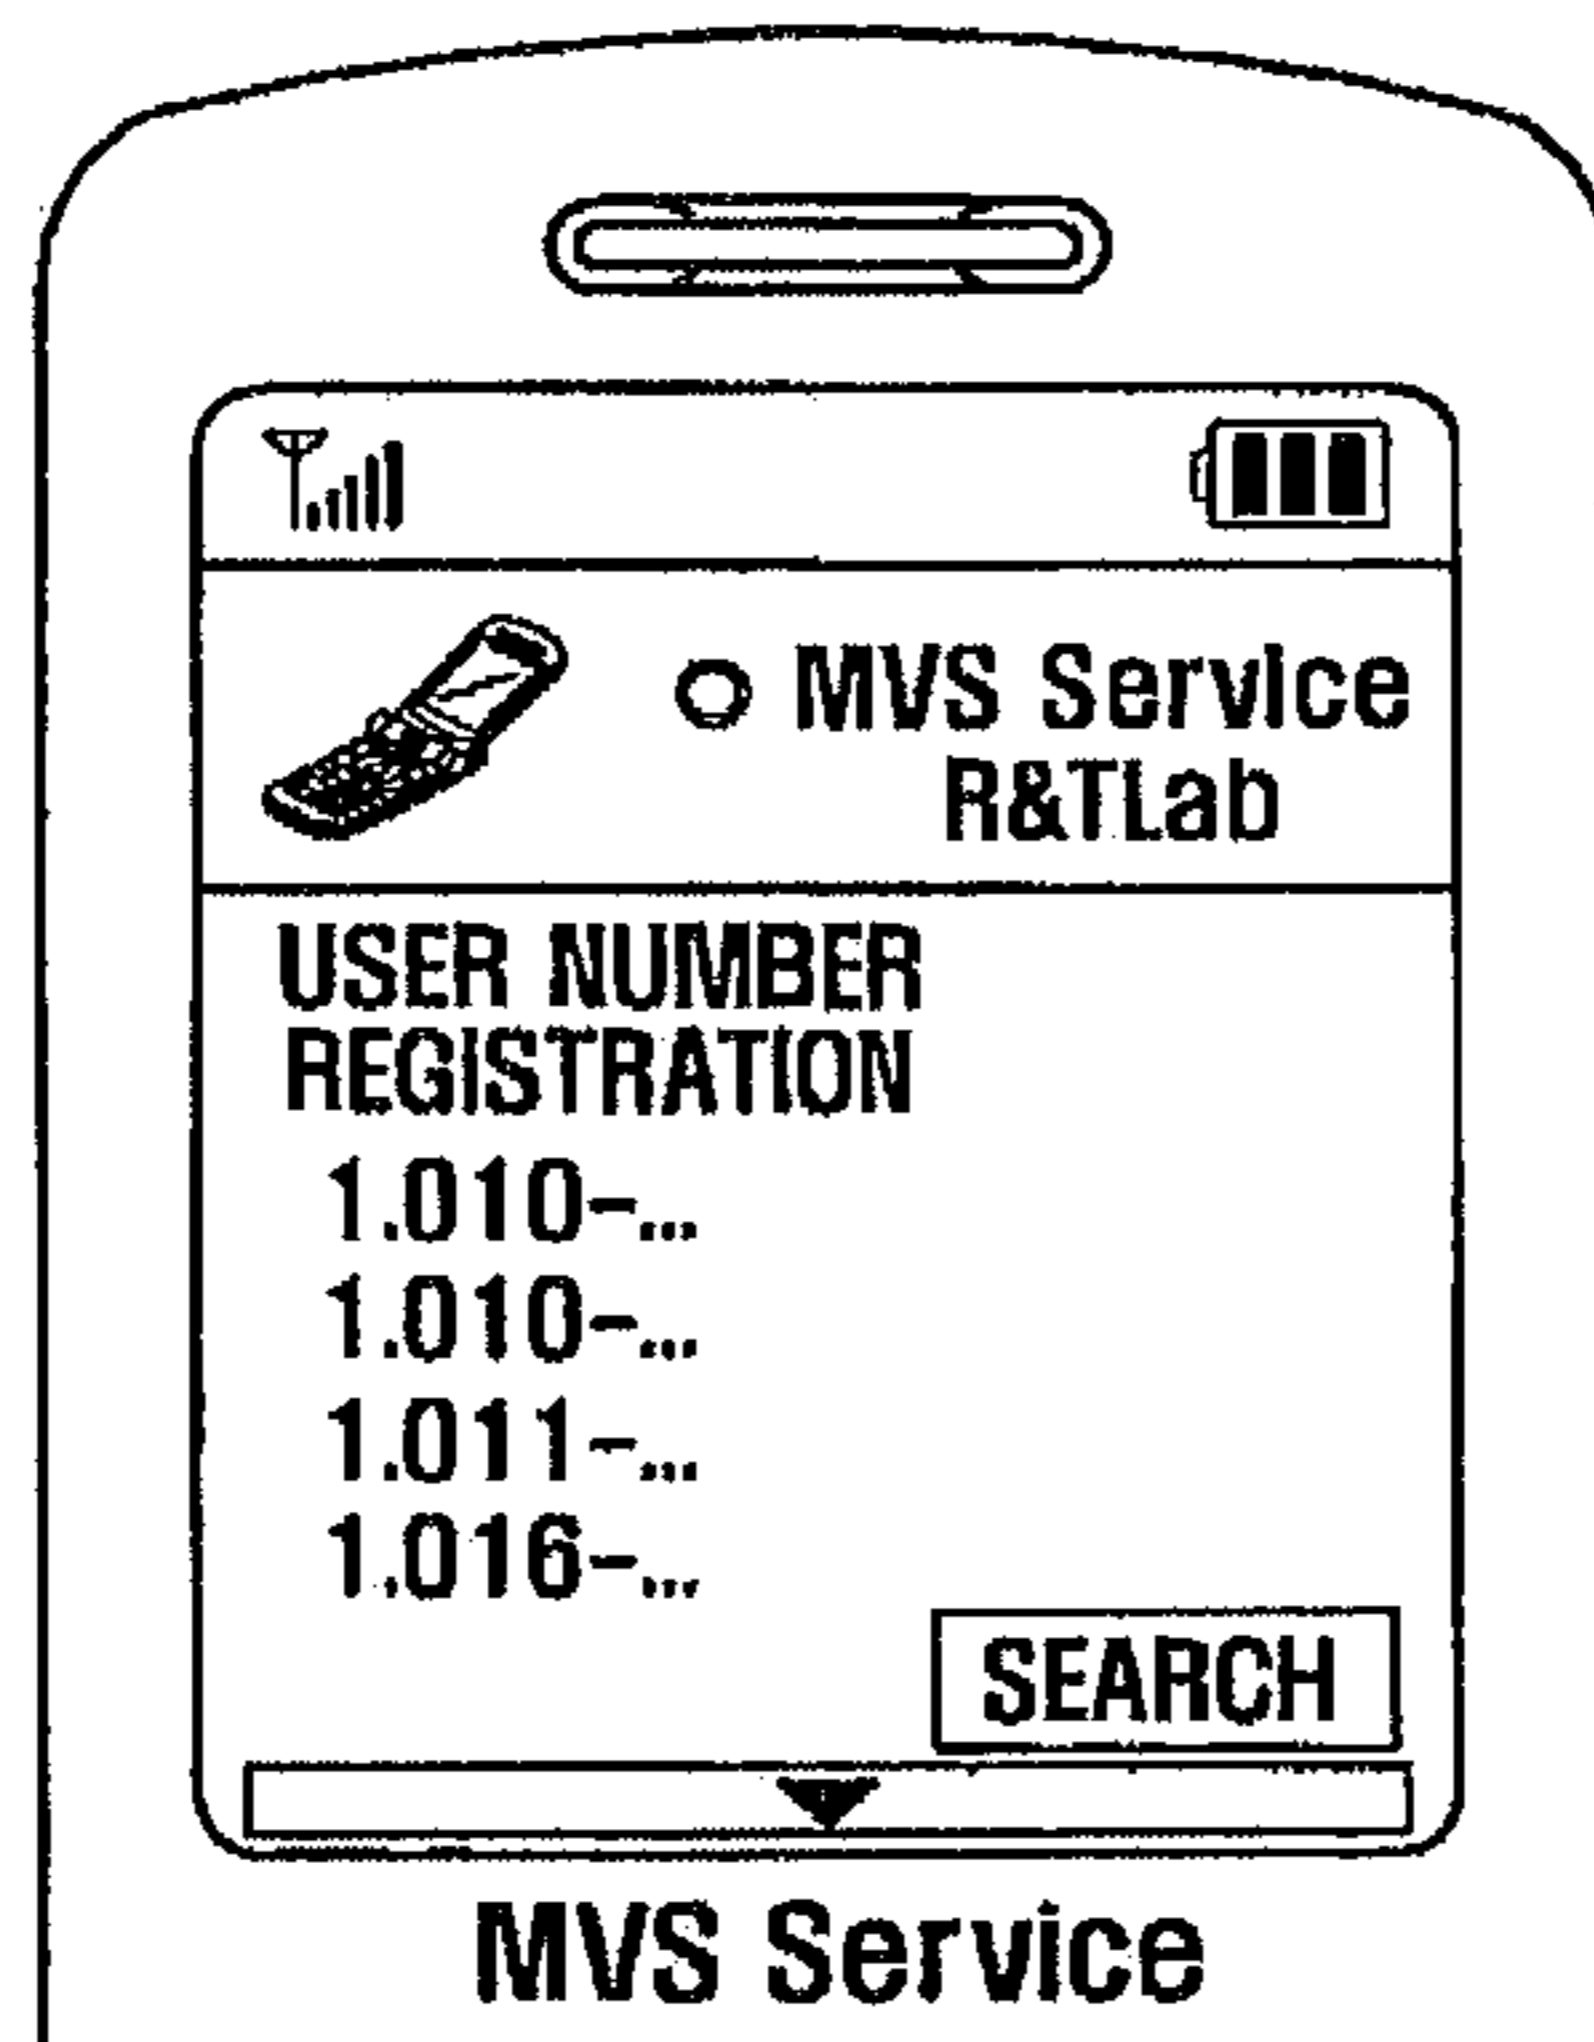 O MVS Service
R&TLab
USER NUMBER
REGISTRATION
1.010-...
1.010-...
1.011-...
1.016-...
SEARCH
MVS Service